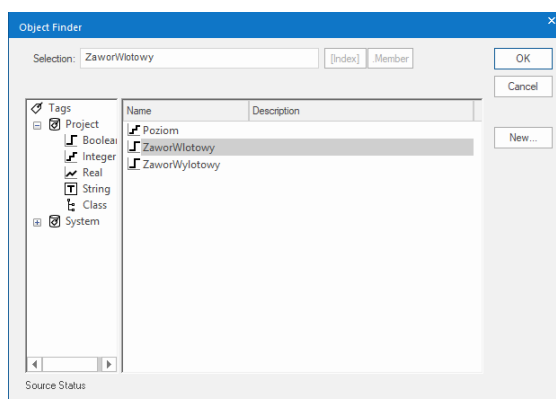 Object Finder
Selection: ZaworWlotowy [Index] .Member OK
Cancel
New...
Tags
Project
Boolea
Integer
Real
String
Class
System
Name Description
Poziom
ZaworWlotowy
ZaworWylotowy
Source Status